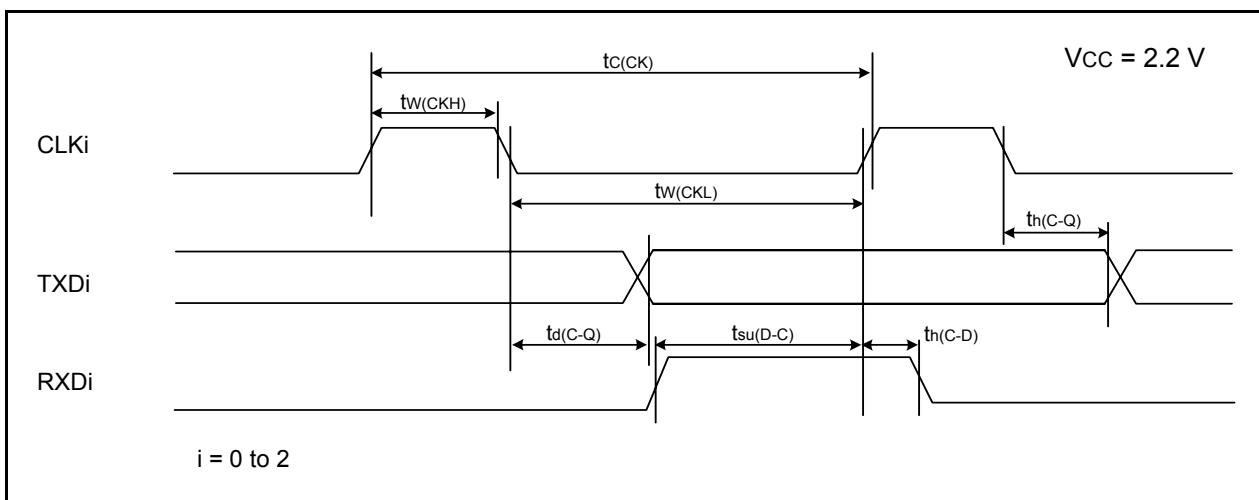 tC(CK)
VCC = 2.2 V
tW(CKH)
CLKi
tW(CKL)
th(C-Q)
TXDi
td(C-Q)
tsu(D-C)
th(C-D)
RXDi
i = 0 to 2